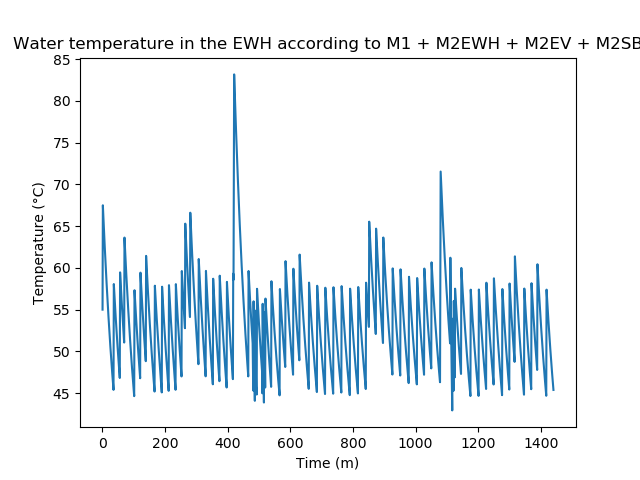 Water temperature in the EWH according to M1 + M2EWH + M2EV + M2SB
85
80
75
70
65
60
55
50
45
Temperature (°C)
0 200 400 600 800 1000 1200 1400
Time (m)